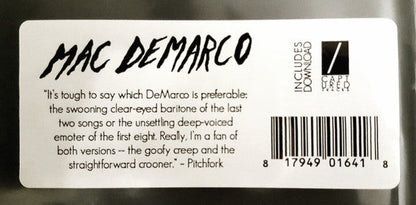 MAC DEMARCO
"It's tough to say which DeMarco is preferable:
the swooning clear-eyed baritone of the last
two songs or the unsettling deep-voiced
emoter of the first eight. Really, I'm a fan of
both versions -- the goofy creep and the
straightforward crooner." – Pitchfork
INCLUDES
DOWNLOAD
CAPT
URED
TRACKS
8 17949 01641 8